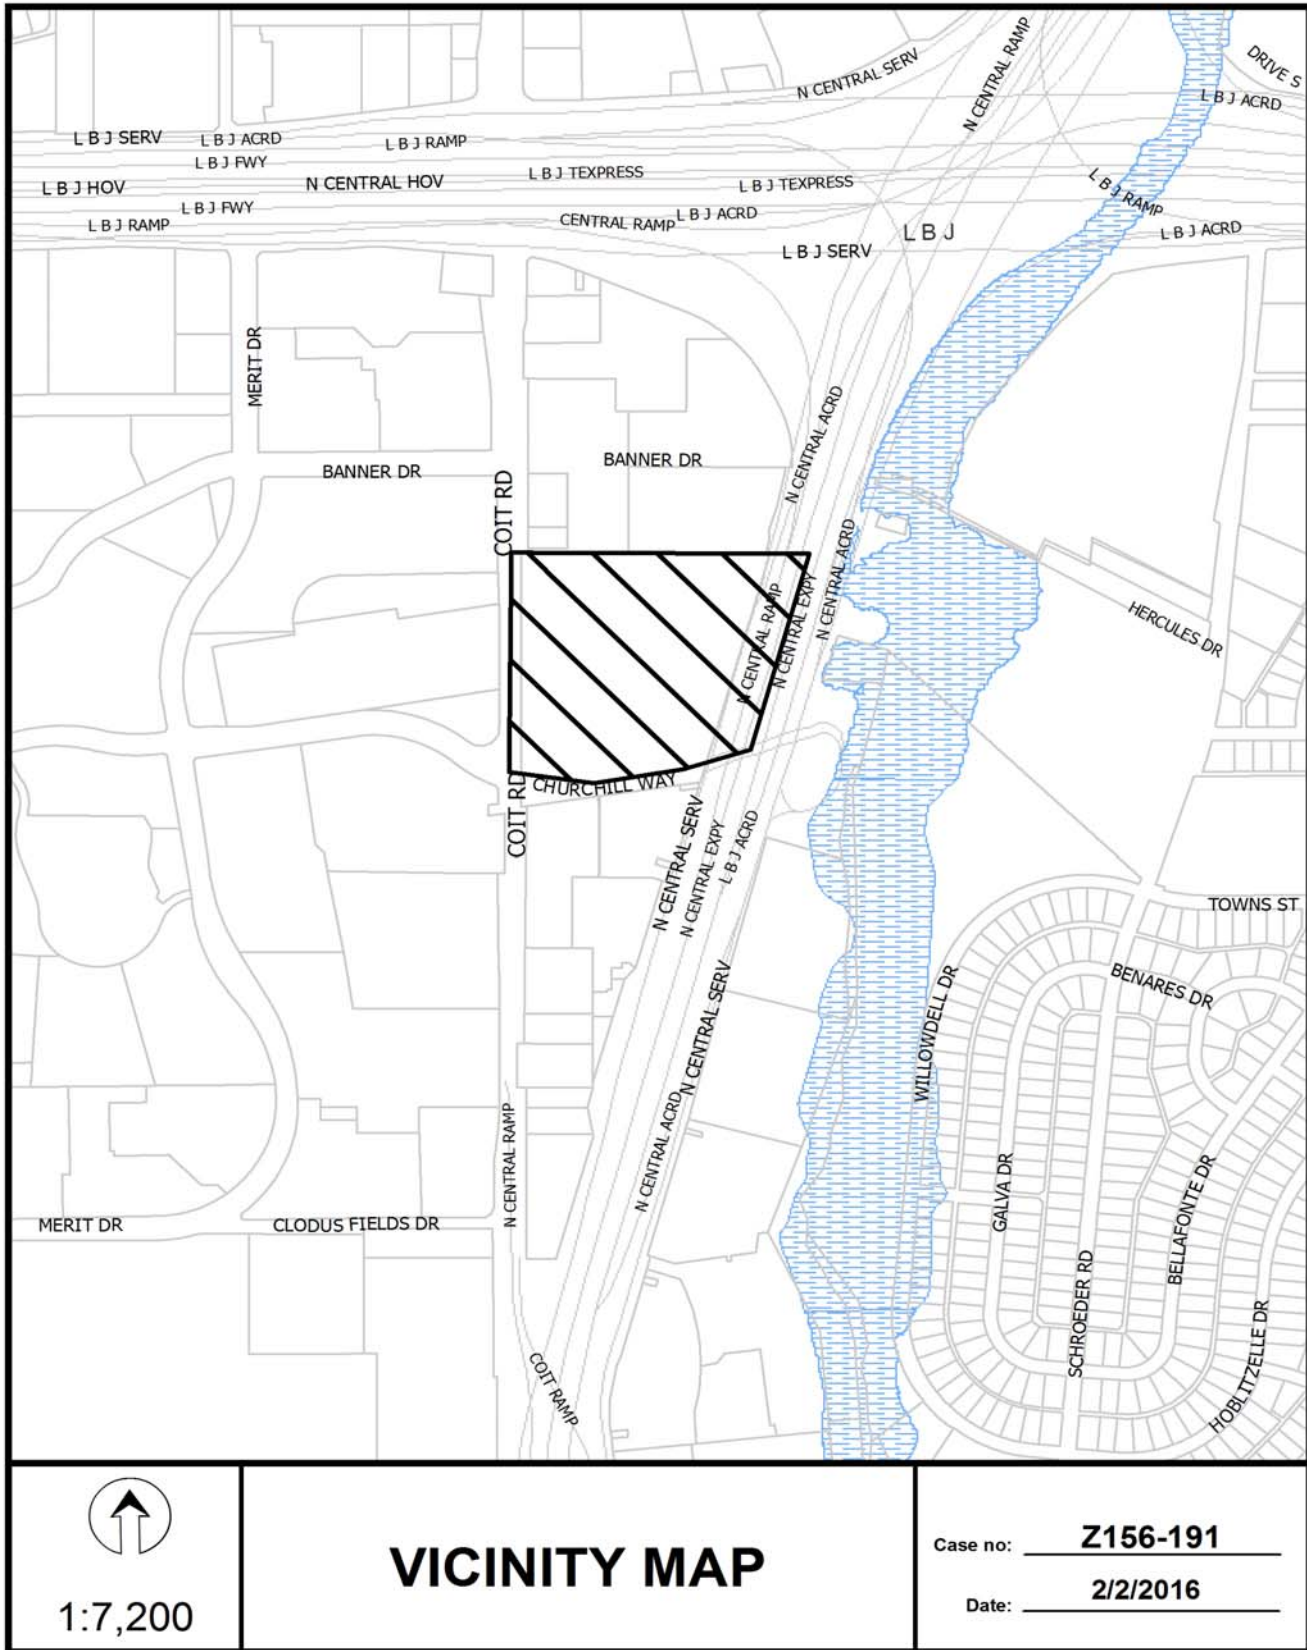 N CENTRAL SERV
N CENTRAL RAMP
DRIVE S
L B J ACRD
L B J SERV
L B J ACRD
L B J RAMP
L B J FWY
L B J TEXPRESS
L B J HOV
N CENTRAL HOV
L B J TEXPRESS
L B J RAMP
L B J FWY
L B J RAMP
CENTRAL RAMP
L B J ACRD
L B J
L B J ACRD
L B J SERV
MERIT DR
N CENTRAL ACRD
BANNER DR
BANNER DR
COIT RD
N CENTRAL ACRD
N CENTRAL RAMP
N CENTRAL EXPY
HERCULES DR
CHURCHILL WAY
COIT RD
N CENTRAL SERV
N CENTRAL EXPY
L B J ACRD
TOWNS ST
BENARES DR
WILLOWDELL DR
N CENTRAL SERV
N CENTRAL ACRD
N CENTRAL RAMP
GALVA DR
BELLAFONTE DR
MERIT DR
CLODUS FIELDS DR
SCHROEDER RD
HOBLITZELLE DR
COIT RAMP
1:7,200
VICINITY MAP
Case no: Z156-191
Date: 2/2/2016